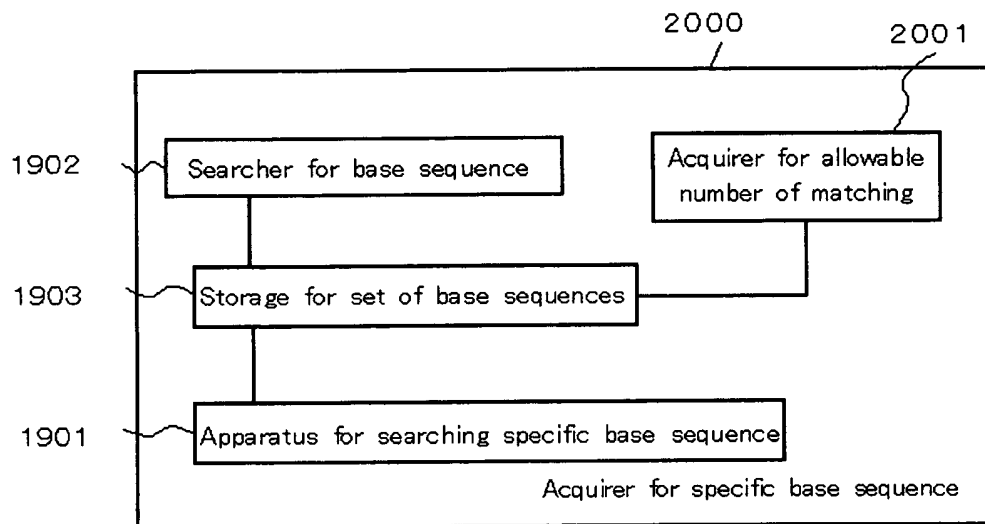 2000
2001
1902
Searcher for base sequence
Acquirer for allowable
number of matching
1903
Storage for set of base sequences
1901
Apparatus for searching specific base sequence
Acquirer for specific base sequence